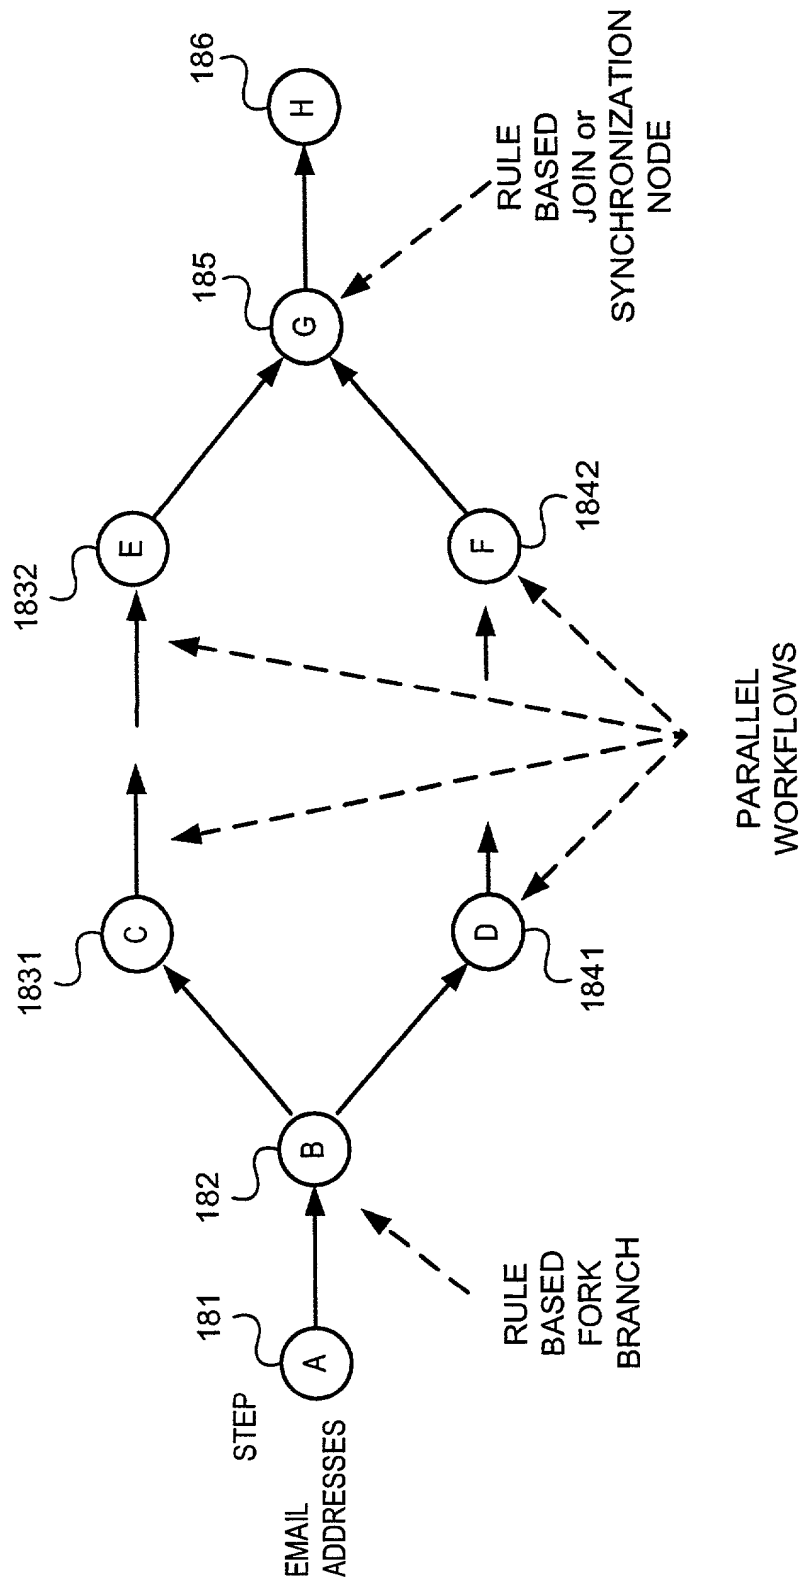 STEP
EMAIL
ADDRESSES
181
A
182
B
RULE
BASED
FORK
BRANCH
1831
C
1841
D
1832
E
1842
F
PARALLEL
WORKFLOWS
185
G
RULE
BASED
JOIN or
SYNCHRONIZATION
NODE
186
H